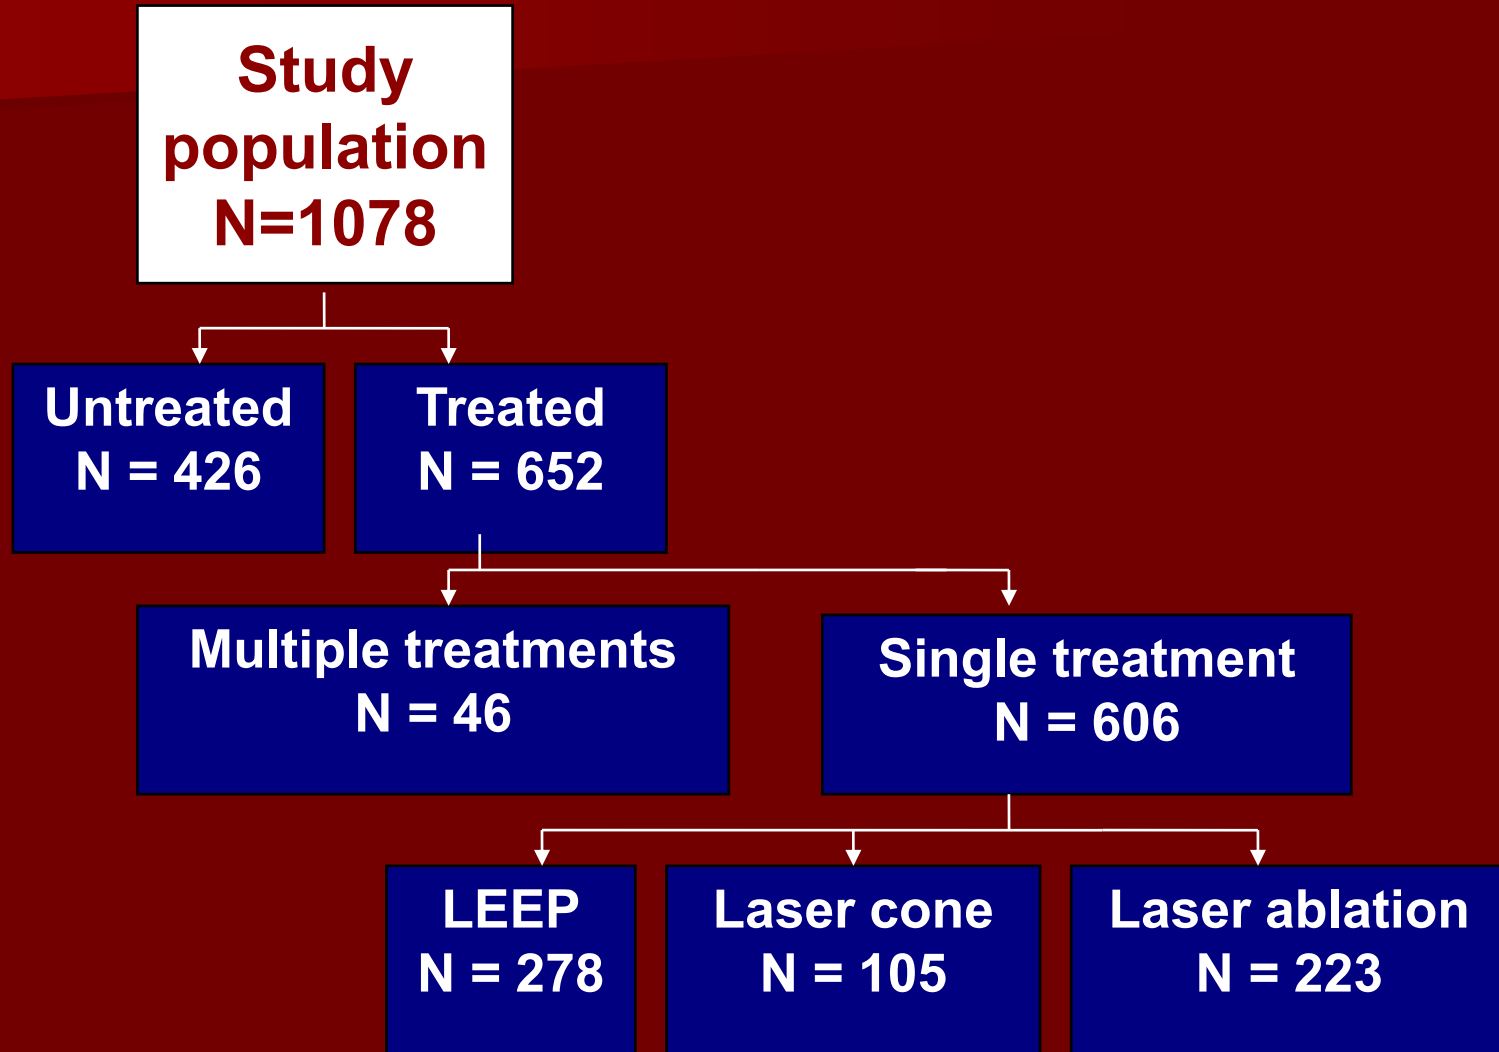 Study
population
N=1078
Untreated
N = 426
Treated
N = 652
Multiple treatments
N = 46
Single treatment
N = 606
LEEP
N = 278
Laser cone
N = 105
Laser ablation
N = 223